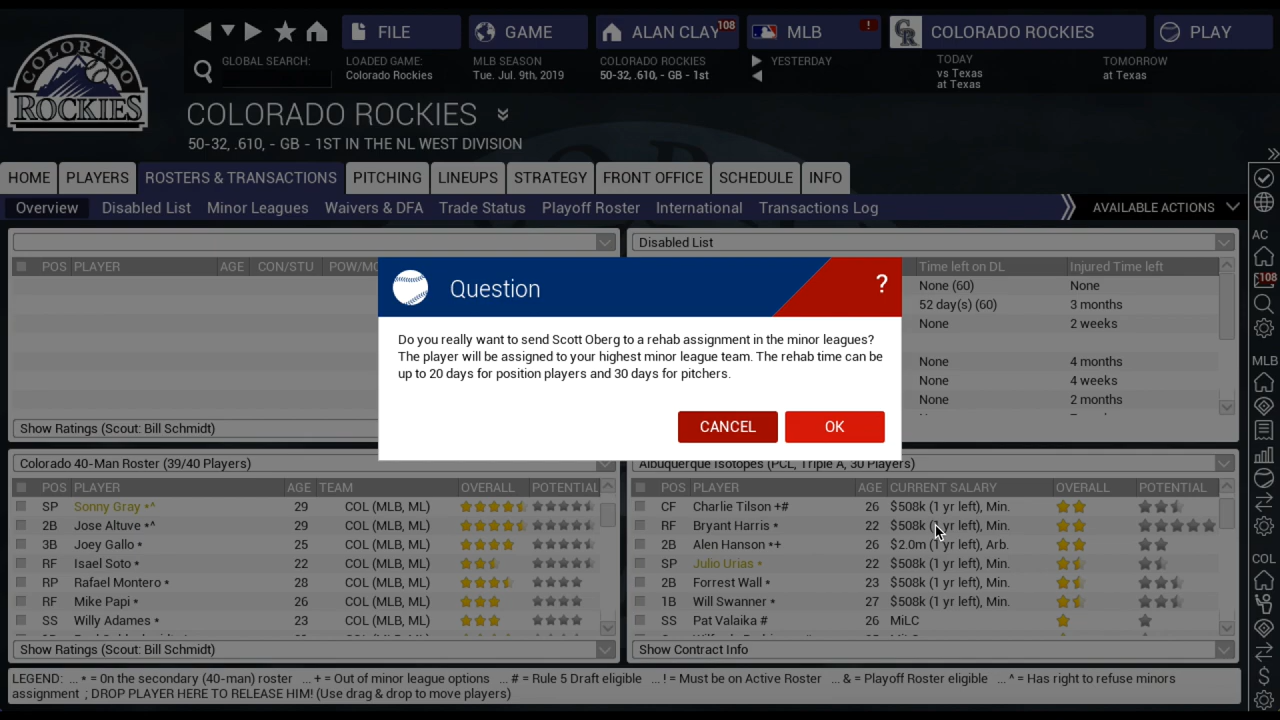 COLORADO
ROCKIES
FILE
GAME
ALAN CLAY
108
MLB
!
CR
COLORADO ROCKIES
PLAY
GLOBAL SEARCH:
LOADED GAME:
Colorado Rockies
MLB SEASON
Tue. Jul. 9th, 2019
COLORADO ROCKIES
50-32, .610, - GB - 1st
YESTERDAY
TODAY
vs Texas
at Texas
TOMORROW
at Texas
COLORADO ROCKIES
50-32, .610, - GB - 1ST IN THE NL WEST DIVISION
HOME PLAYERS ROSTERS & TRANSACTIONS PITCHING LINEUPS STRATEGY FRONT OFFICE SCHEDULE INFO
Overview Disabled List Minor Leagues Waivers & DFA Trade Status Playoff Roster International Transactions Log AVAILABLE ACTIONS
POS PLAYER AGE CON/STU
Show Ratings (Scout: Bill Schmidt)
Disabled List
Time left on DL Injured Time left
None (60) None
52 day(s) (60) 3 months
None 2 weeks
None 4 months
None 4 weeks
None 2 months
Question
?
Do you really want to send Scott Oberg to a rehab assignment in the minor leagues?
The player will be assigned to your highest minor league team. The rehab time can be
up to 20 days for position players and 30 days for pitchers.
CANCEL OK
Colorado 40-Man Roster (39/40 Players)
POS PLAYER AGE TEAM OVERALL POTENTIAL
SP Sonny Gray *^ 29 COL (MLB, ML)
2B Jose Altuve *^ 29 COL (MLB, ML)
3B Joey Gallo * 25 COL (MLB, ML)
RF Isael Soto * 22 COL (MLB, ML)
RP Rafael Montero * 28 COL (MLB, ML)
RF Mike Papi * 26 COL (MLB, ML)
SS Willy Adames * 23 COL (MLB, ML)
Show Ratings (Scout: Bill Schmidt)
Albuquerque Isotopes (PCL, Triple A, 30 Players)
POS PLAYER AGE CURRENT SALARY OVERALL POTENTIAL
CF Charlie Tilson +# 26 $508k (1 yr left), Min.
RF Bryant Harris * 22 $508k (1 yr left), Min.
2B Alen Hanson *+ 26 $2.0m (1 yr left), Arb.
SP Julio Urias * 22 $508k (1 yr left), Min.
2B Forrest Wall * 23 $508k (1 yr left), Min.
1B Will Swanner * 27 $508k (1 yr left), Min.
SS Pat Valaika # 26 MiLC
Show Contract Info
LEGEND: ... * = On the secondary (40-man) roster ... + = Out of minor league options ... # = Rule 5 Draft eligible ... ! = Must be on Active Roster ... & = Playoff Roster eligible ... ^ = Has right to refuse minors
assignment ; DROP PLAYER HERE TO RELEASE HIM! (Use drag & drop to move players)
AC
108
MLB
COL